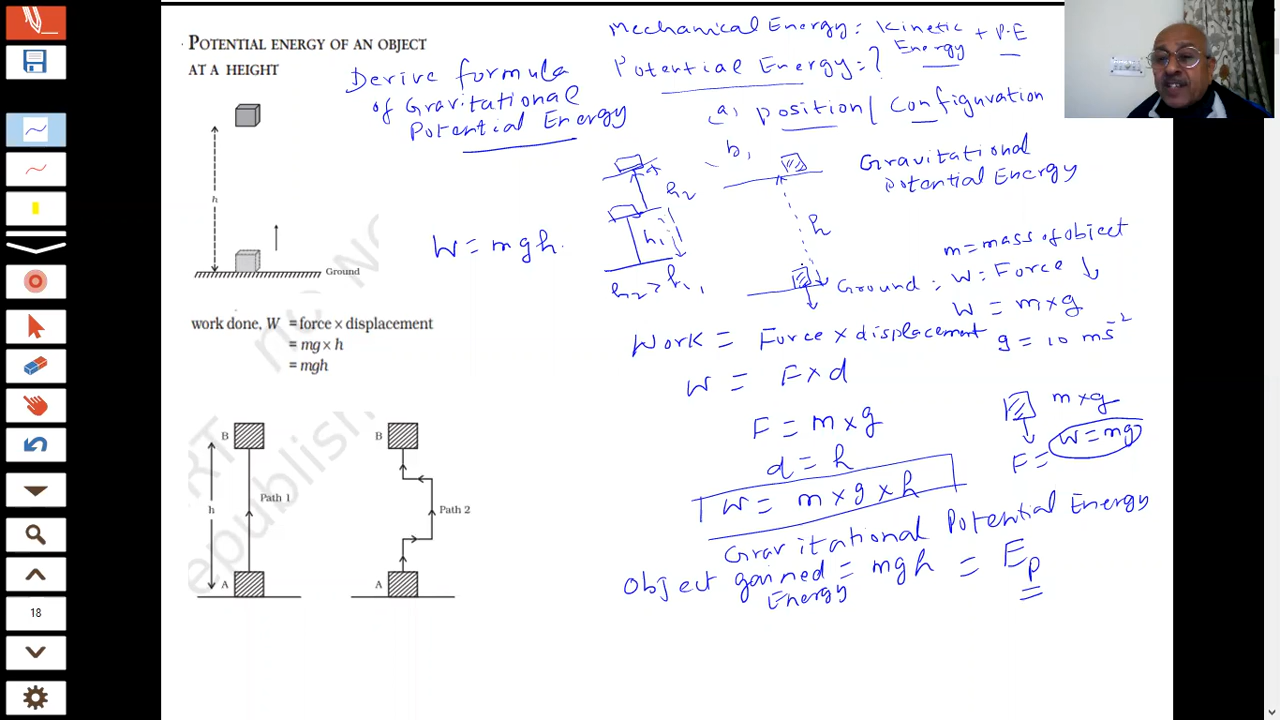 POTENTIAL ENERGY OF AN OBJECT
AT A HEIGHT
h
Ground
work done, W = force × displacement
= mg × h
= mgh
B
h
Path 1
A
B
Path 2
A
Derive formula
of Gravitational
Potential Energy
W = mgh.
Mechanical Energy = Kinetic + P.E
Energy
Potential Energy = ?
(a) position / Configuration
b,
Gravitational
Potential Energy
h2
h1
h2 > h1
h
Ground :
m = mass of object
W = Force ↓
W = m × g
g = 10 ms⁻²
Work = Force × displacement
W = F × d
F = m × g
d = h
W = m × g × h
m × g
W = mg
F =
Gravitational Potential Energy
Object gained = mgh = Ep
Energy
18